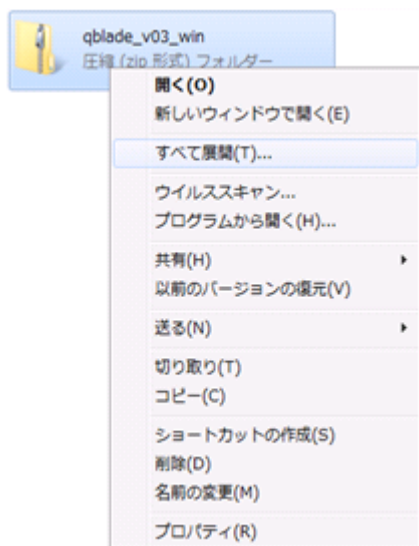 qblade_v03_win
圧縮 (zip 形式) フォルダー
開く(O)
新しいウィンドウで開く(E)
すべて展開(T)...
ウイルススキャン...
プログラムから開く(H)...
共有(H)
以前のバージョンの復元(V)
送る(N)
切り取り(T)
コピー(C)
ショートカットの作成(S)
削除(D)
名前の変更(M)
プロパティ(R)